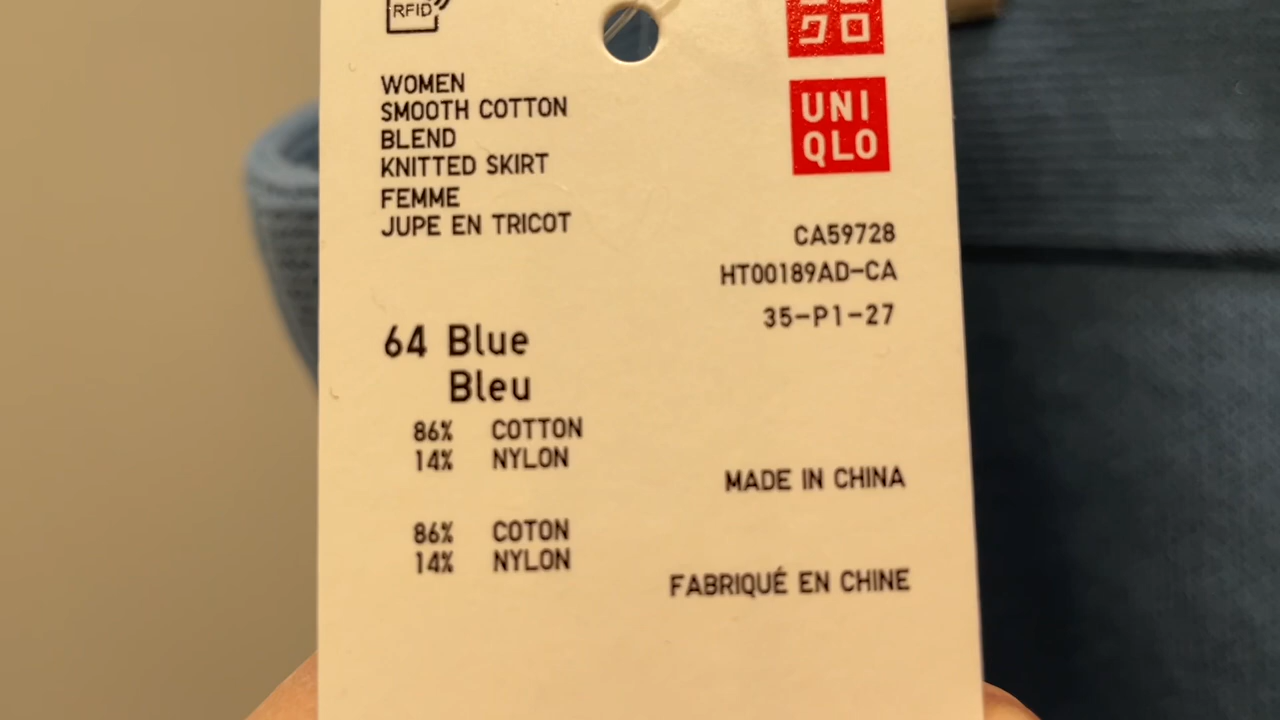 RFID
WOMEN
SMOOTH COTTON
BLEND
KNITTED SKIRT
FEMME
JUPE EN TRICOT
UNI
QLO
CA59728
HT00189AD-CA
35-P1-27
64 Blue
Bleu
86% COTTON
14% NYLON
MADE IN CHINA
86% COTON
14% NYLON
FABRIQUÉ EN CHINE